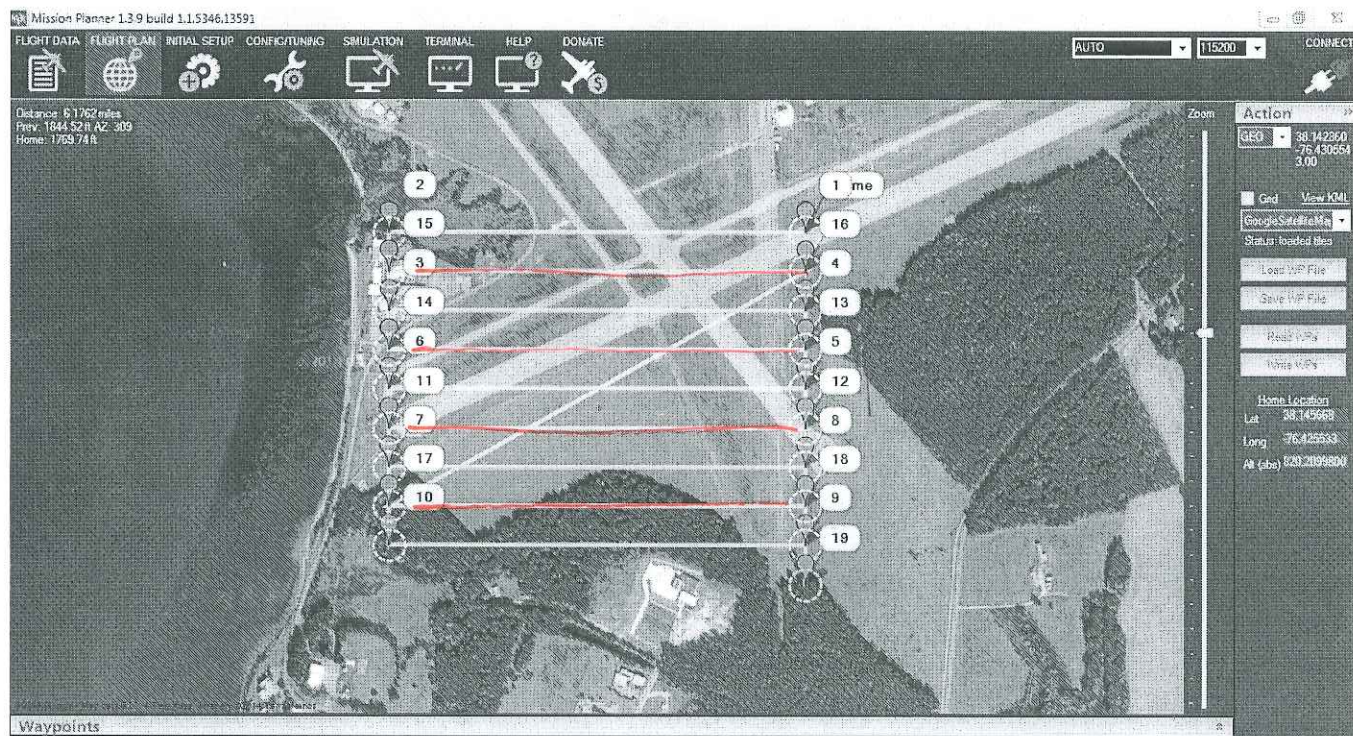 Mission Planner 1.3.9 build 1.1.5346.13591
FLIGHT DATA FLIGHT PLAN INITIAL SETUP CONFIG/TUNING SIMULATION TERMINAL HELP DONATE
AUTO 115200 CONNECT
Distance: 6.1762 miles
Prev: 1844.52 ft AZ: 309
Home: 1769.74 ft
Zoom
Action
GEO 38.142360
-76.430554
3.00
Grid View KML
GoogleSatelliteMap
Status: loaded tiles
Load WP File
Save WP File
Read WPs
Write WPs
Home Location
Lat 38.145668
Long -76.425533
Alt (abs) 820.2099800
2 1 me
15 16
3 4
14 13
6 5
11 12
7 8
17 18
10 9
19
Waypoints